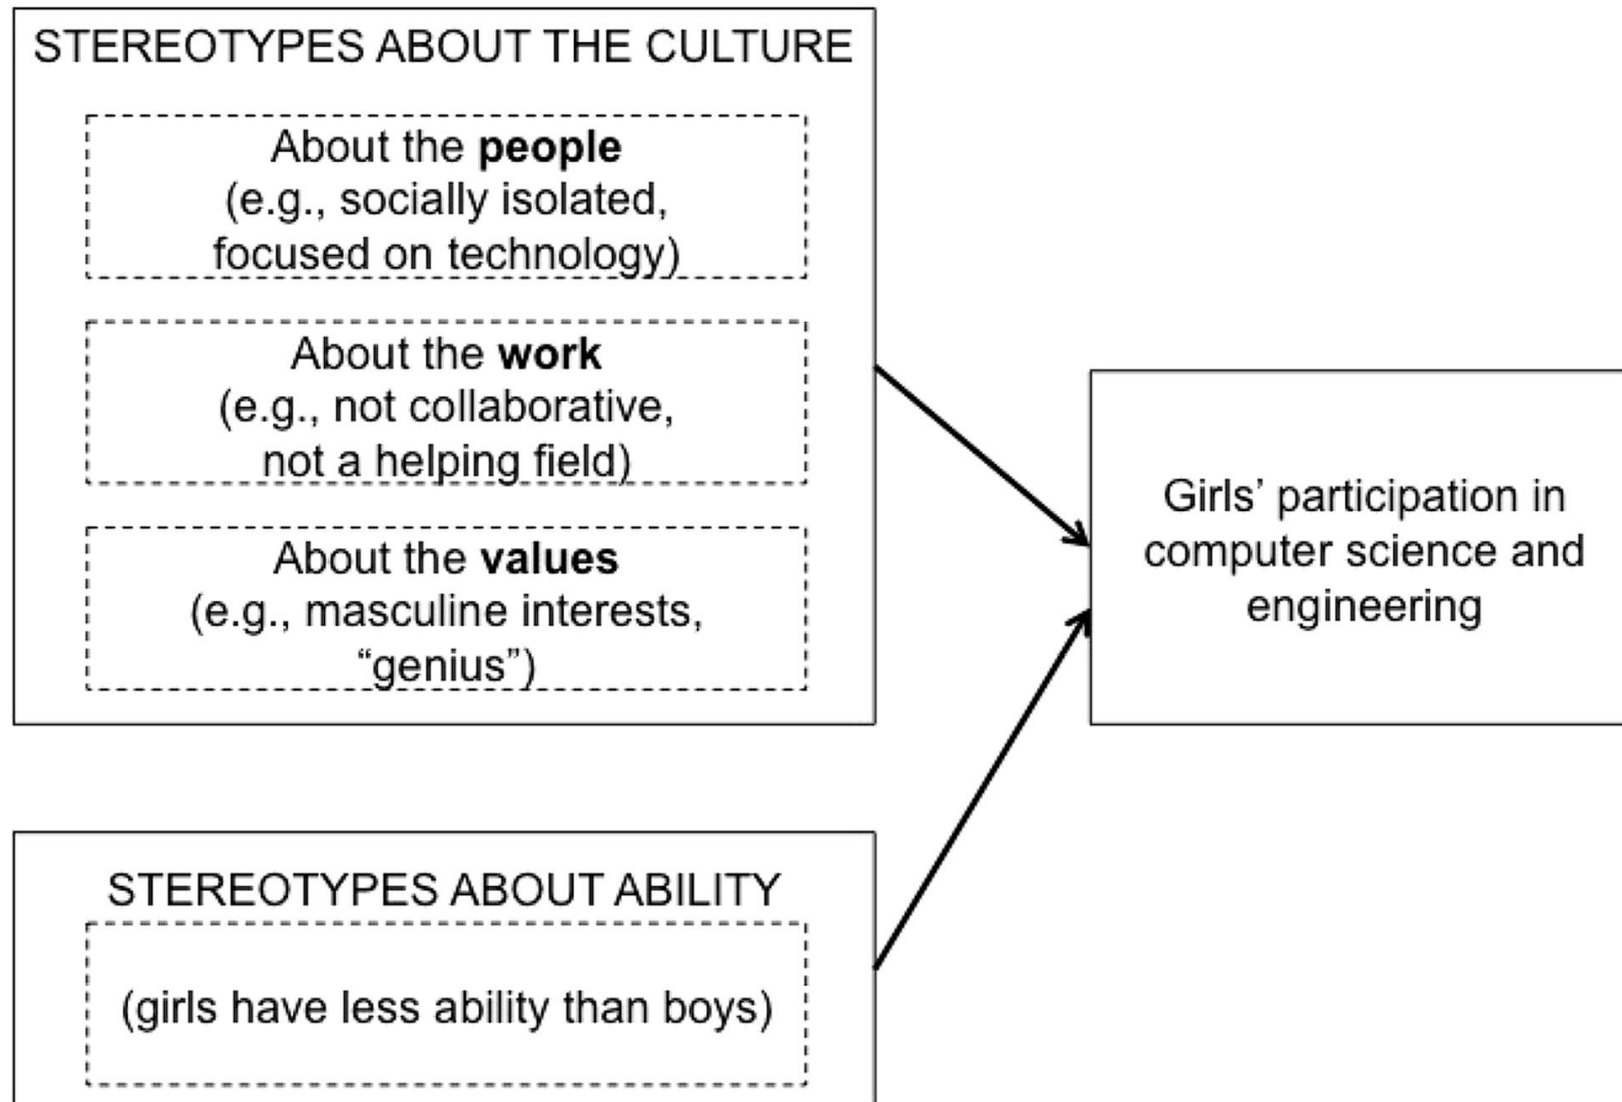 STEREOTYPES ABOUT THE CULTURE
About the people
(e.g., socially isolated,
focused on technology)
About the work
(e.g., not collaborative,
not a helping field)
About the values
(e.g., masculine interests,
“genius”)
Girls’ participation in
computer science and
engineering
STEREOTYPES ABOUT ABILITY
(girls have less ability than boys)